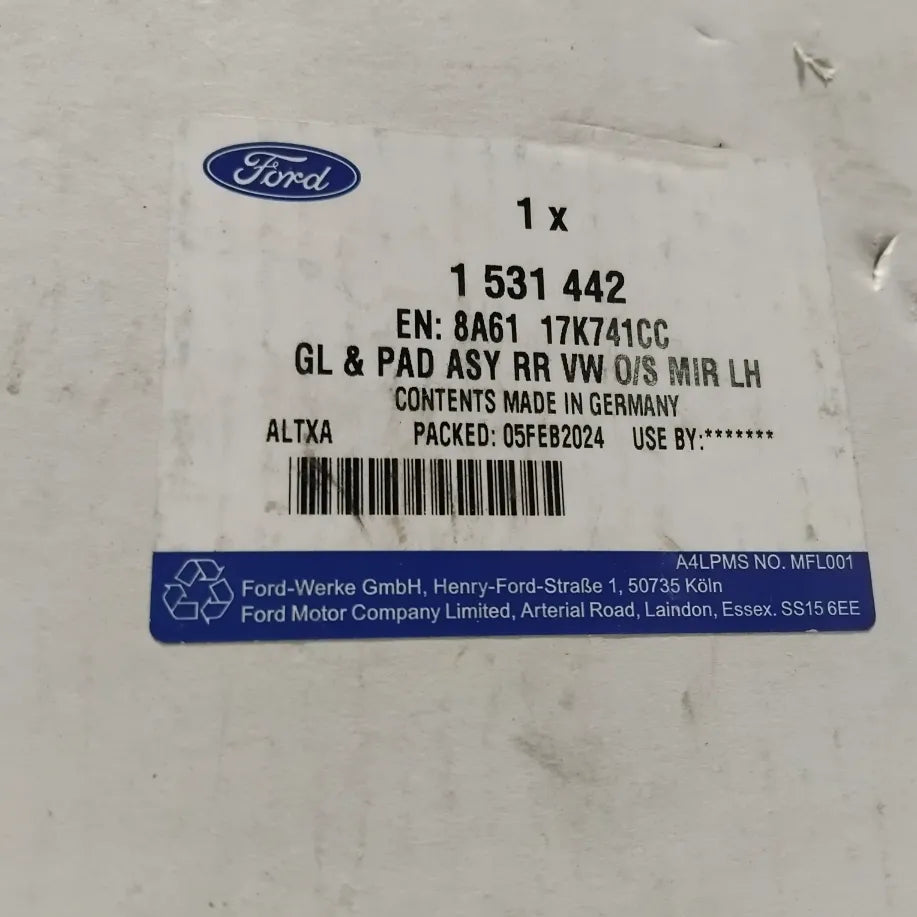 Ford
1 x
1 531 442
EN: 8A61 17K741CC
GL & PAD ASY RR VW O/S MIR LH
CONTENTS MADE IN GERMANY
ALTXA PACKED: 05FEB2024 USE BY:*******
A4LPMS NO. MFL001
Ford-Werke GmbH, Henry-Ford-Straße 1, 50735 Köln
Ford Motor Company Limited, Arterial Road, Laindon, Essex. SS15 6EE